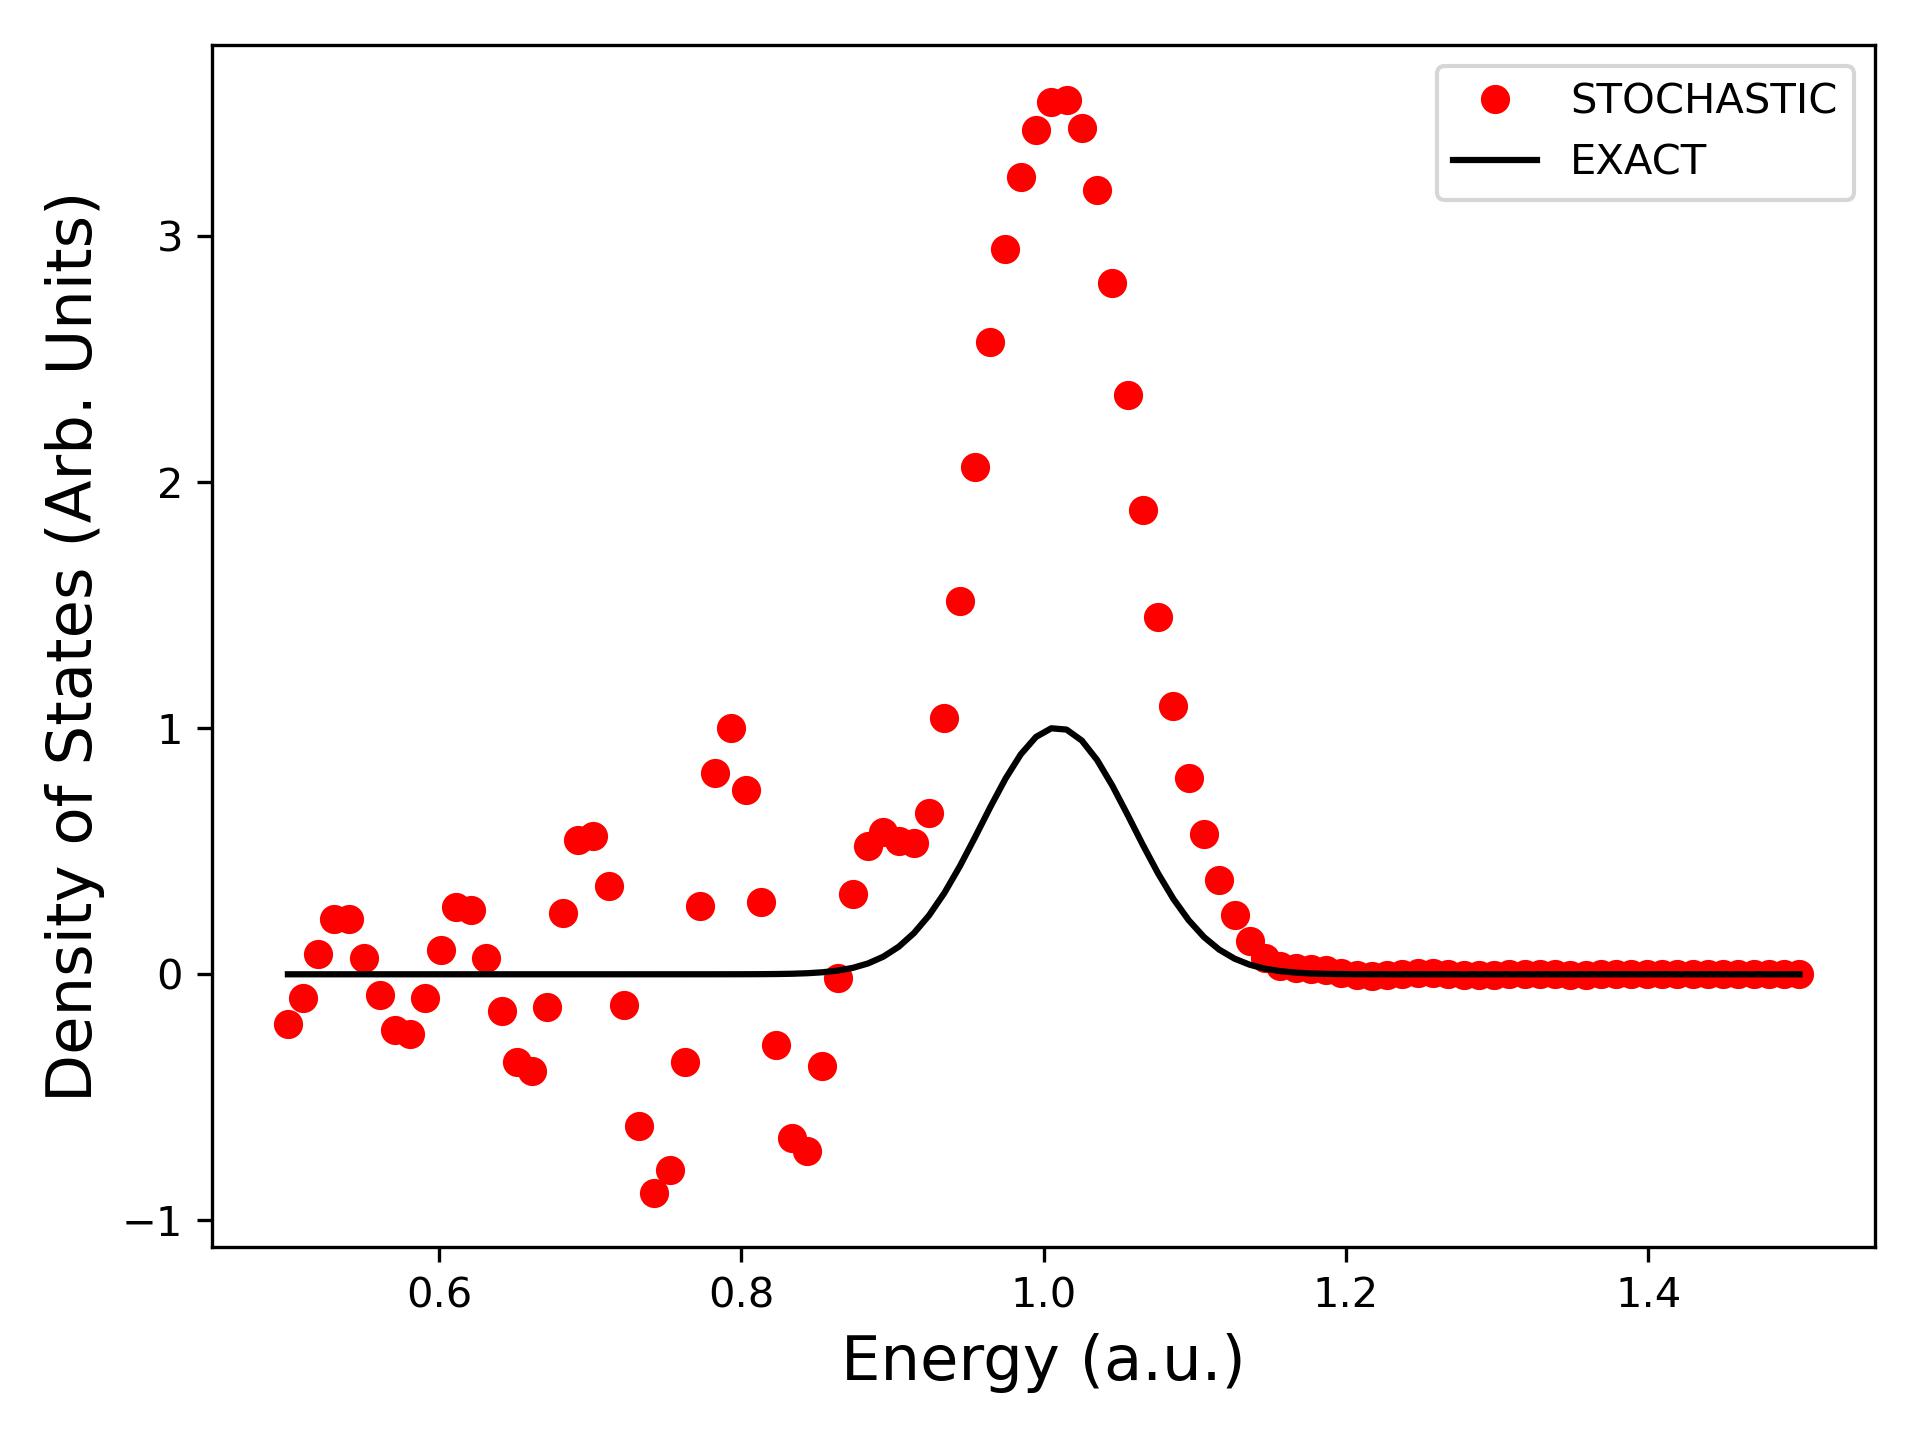 STOCHASTIC
EXACT
Density of States (Arb. Units)
3
2
1
0
−1
0.6
0.8
1.0
1.2
1.4
Energy (a.u.)